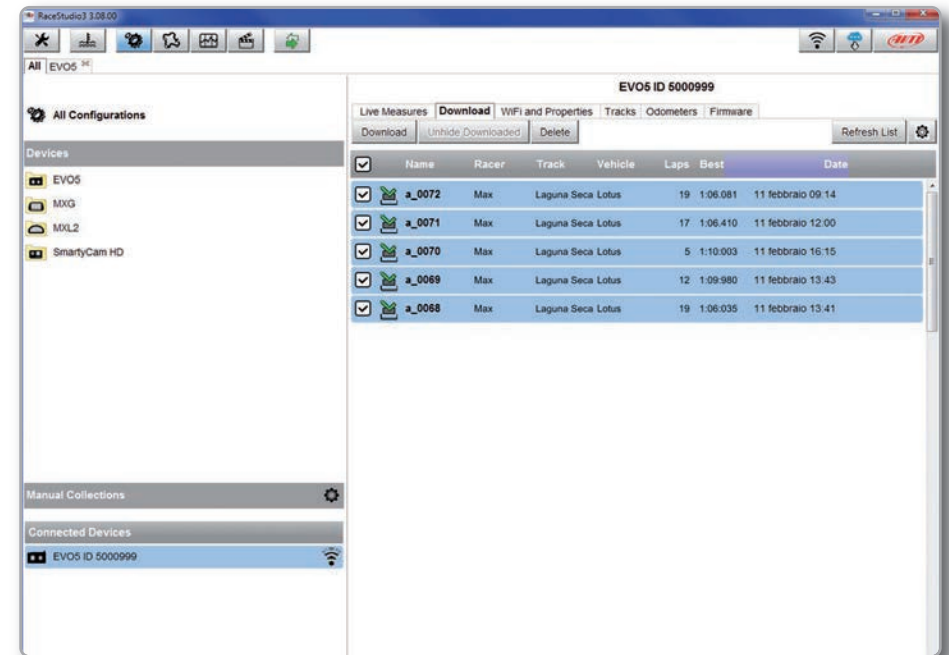 RaceStudio3 3.08.00
AIM
All EVO5
EVO5 ID 5000999
All Configurations
Live Measures Download WiFi and Properties Tracks Odometers Firmware
Download Unhide Downloaded Delete Refresh List
Devices
Name Racer Track Vehicle Laps Best Date
EVO5
MXG
MXL2
SmartyCam HD
a_0072 Max Laguna Seca Lotus 19 1:06.081 11 febbraio 09:14
a_0071 Max Laguna Seca Lotus 17 1:06.410 11 febbraio 12:00
a_0070 Max Laguna Seca Lotus 5 1:10:003 11 febbraio 16:15
a_0069 Max Laguna Seca Lotus 12 1:09:980 11 febbraio 13:43
a_0068 Max Laguna Seca Lotus 19 1:06:035 11 febbraio 13:41
Manual Collections
Connected Devices
EVO5 ID 5000999